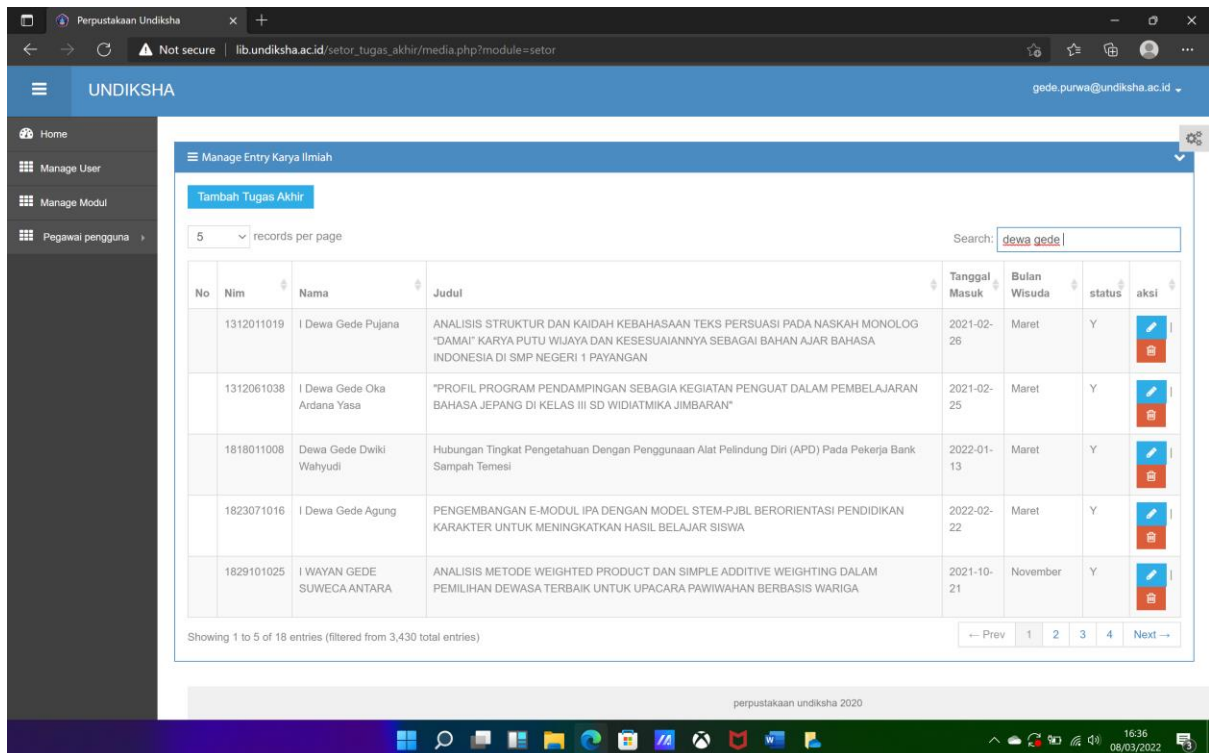 Perpustakaan Undiksha
Not secure | lib.undiksha.ac.id/setor_tugas_akhir/media.php?module=setor
UNDIKSHA
gede.purwa@undiksha.ac.id
Home
Manage User
Manage Modul
Pegawai pengguna
Manage Entry Karya Ilmiah
Tambah Tugas Akhir
5 records per page
Search: dewa gede
No Nim Nama Judul Tanggal Masuk Bulan Wisuda status aksi
1312011019 I Dewa Gede Pujana ANALISIS STRUKTUR DAN KAIDAH KEBAHASAAN TEKS PERSUASI PADA NASKAH MONOLOG 2021-02- Maret Y
“DAMAI” KARYA PUTU WIJAYA DAN KESESUAIANNYA SEBAGAI BAHAN AJAR BAHASA 26
INDONESIA DI SMP NEGERI 1 PAYANGAN
1312061038 I Dewa Gede Oka "PROFIL PROGRAM PENDAMPINGAN SEBAGIA KEGIATAN PENGUAT DALAM PEMBELAJARAN 2021-02- Maret Y
Ardana Yasa BAHASA JEPANG DI KELAS III SD WIDIATMIKA JIMBARAN" 25
1818011008 Dewa Gede Dwiki Hubungan Tingkat Pengetahuan Dengan Penggunaan Alat Pelindung Diri (APD) Pada Pekerja Bank 2022-01- Maret Y
Wahyudi Sampah Temesi 13
1823071016 I Dewa Gede Agung PENGEMBANGAN E-MODUL IPA DENGAN MODEL STEM-PJBL BERORIENTASI PENDIDIKAN 2022-02- Maret Y
KARAKTER UNTUK MENINGKATKAN HASIL BELAJAR SISWA 22
1829101025 I WAYAN GEDE ANALISIS METODE WEIGHTED PRODUCT DAN SIMPLE ADDITIVE WEIGHTING DALAM 2021-10- November Y
SUWECA ANTARA PEMILIHAN DEWASA TERBAIK UNTUK UPACARA PAWIWAHAN BERBASIS WARIGA 21
Showing 1 to 5 of 18 entries (filtered from 3,430 total entries)
← Prev 1 2 3 4 Next →
perpustakaan undiksha 2020
16:36
08/03/2022